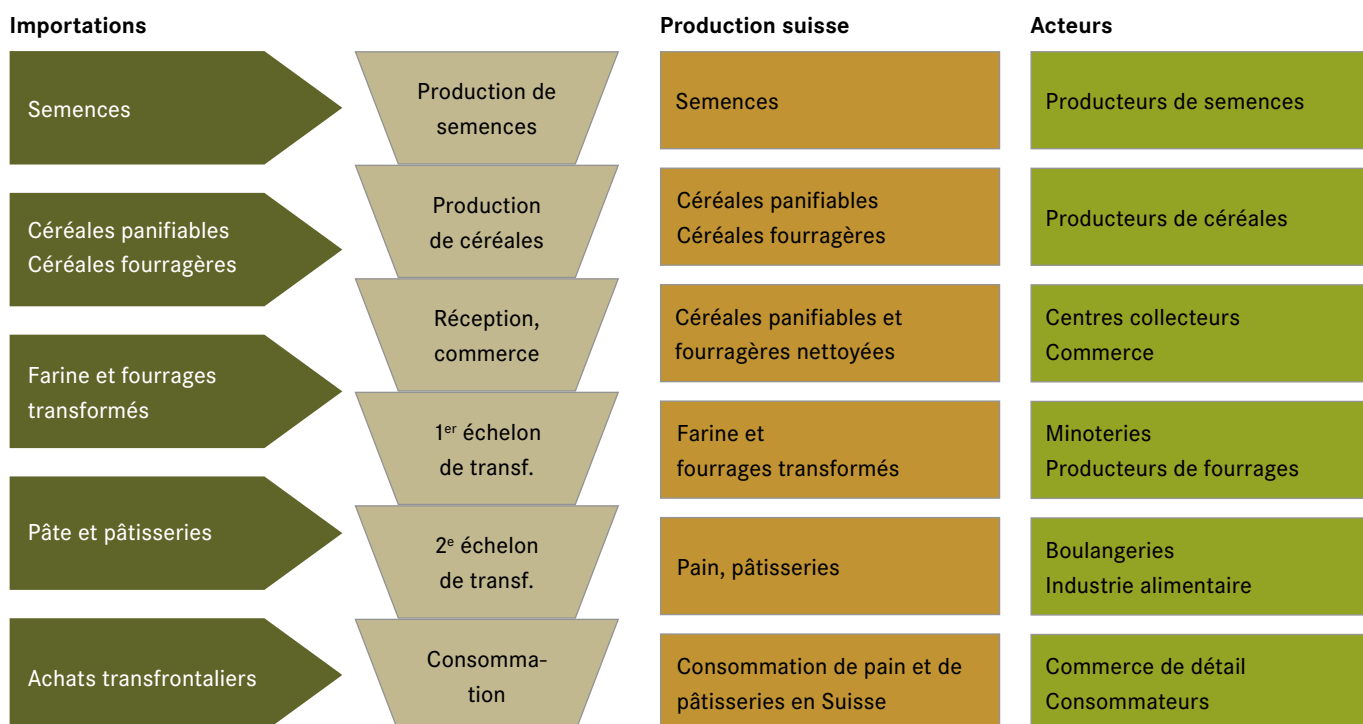 Importations
Production suisse
Acteurs
Semences
Production de
semences
Semences
Producteurs de semences
Céréales panifiables
Céréales fourragères
Production
de céréales
Céréales panifiables
Céréales fourragères
Producteurs de céréales
Réception,
commerce
Céréales panifiables et
fourragères nettoyées
Centres collecteurs
Commerce
Farine et fourrages
transformés
1er échelon
de transf.
Farine et
fourrages transformés
Minoteries
Producteurs de fourrages
Pâte et pâtisseries
2e échelon
de transf.
Pain, pâtisseries
Boulangeries
Industrie alimentaire
Achats transfrontaliers
Consomma-
tion
Consommation de pain et de
pâtisseries en Suisse
Commerce de détail
Consommateurs